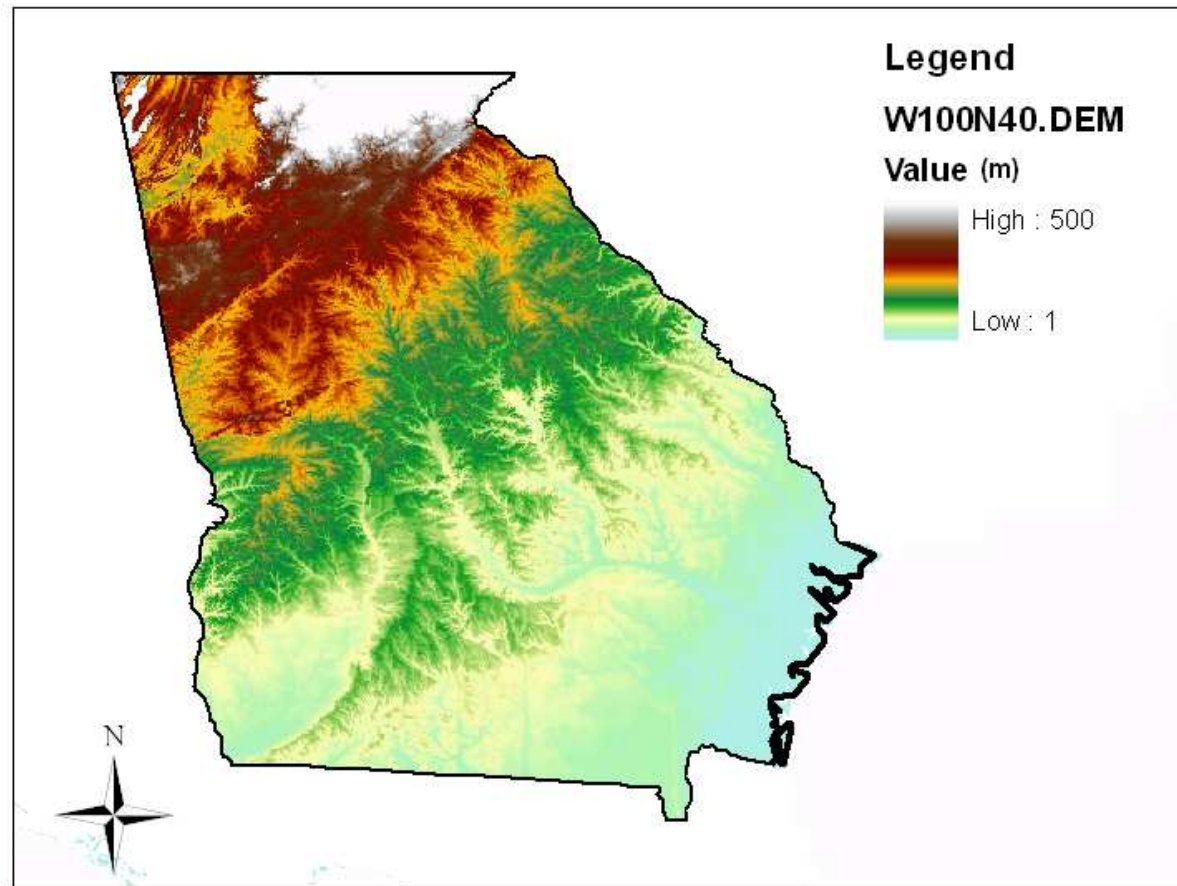 Legend
W100N40.DEM
Value (m)
High : 500
Low : 1
N